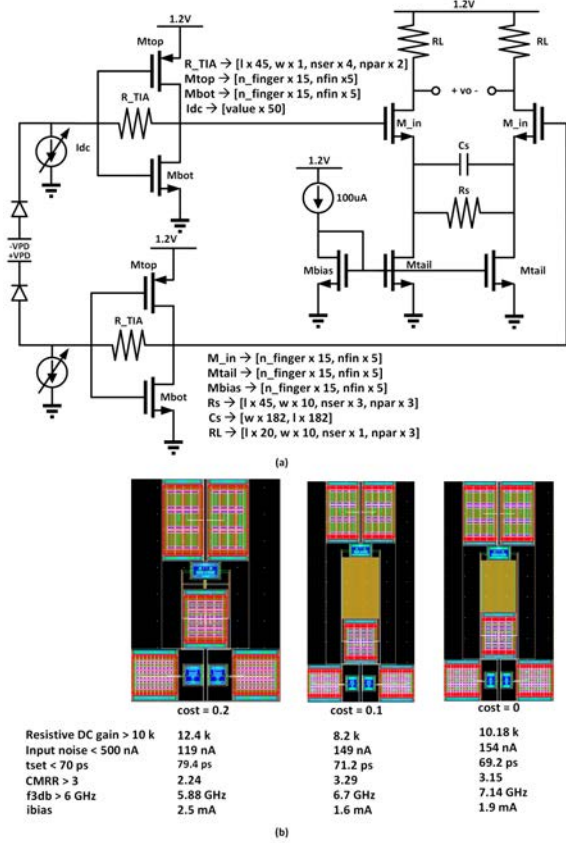 1.2V
1.2V
Mtop
RL
RL
R_TIA → [l x 45, w x 1, nser x 4, npar x 2]
Mtop → [n_finger x 15, nfin x5]
Mbot → [n_finger x 15, nfin x 5]
Idc → [value x 50]
R_TIA
+ vo -
M_in
M_in
Idc
Mbot
1.2V
Cs
100uA
Rs
-VPD
+VPD
1.2V
Mtop
Mbias
Mtail
Mtail
R_TIA
Mbot
M_in → [n_finger x 15, nfin x 5]
Mtail → [n_finger x 15, nfin x 5]
Mbias → [n_finger x 15, nfin x 5]
Rs → [l x 45, w x 10, nser x 3, npar x 3]
Cs → [w x 182, l x 182]
RL → [l x 20, w x 10, nser x 1, npar x 3]
(a)
cost = 0.2 cost = 0.1 cost = 0
Resistive DC gain > 10 k 12.4 k 8.2 k 10.18 k
Input noise < 500 nA 119 nA 149 nA 154 nA
tset < 70 ps 79.4 ps 71.2 ps 69.2 ps
CMRR > 3 2.24 3.29 3.15
f3db > 6 GHz 5.88 GHz 6.7 GHz 7.14 GHz
ibias 2.5 mA 1.6 mA 1.9 mA
(b)